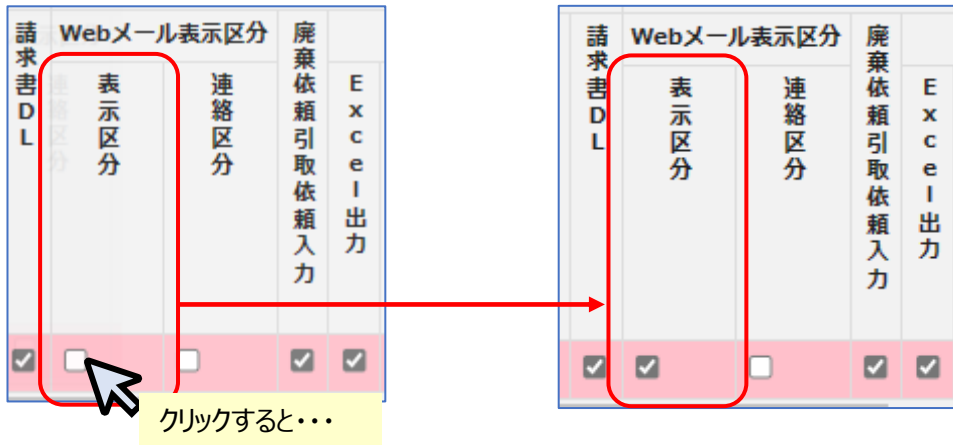 請求書DL
Webメール表示区分
表示区分
連絡区分
廃棄依頼引取依頼入力
Excel出力
連絡区分
クリックすると・・・
請求書DL
Webメール表示区分
表示区分
連絡区分
廃棄依頼引取依頼入力
Excel出力